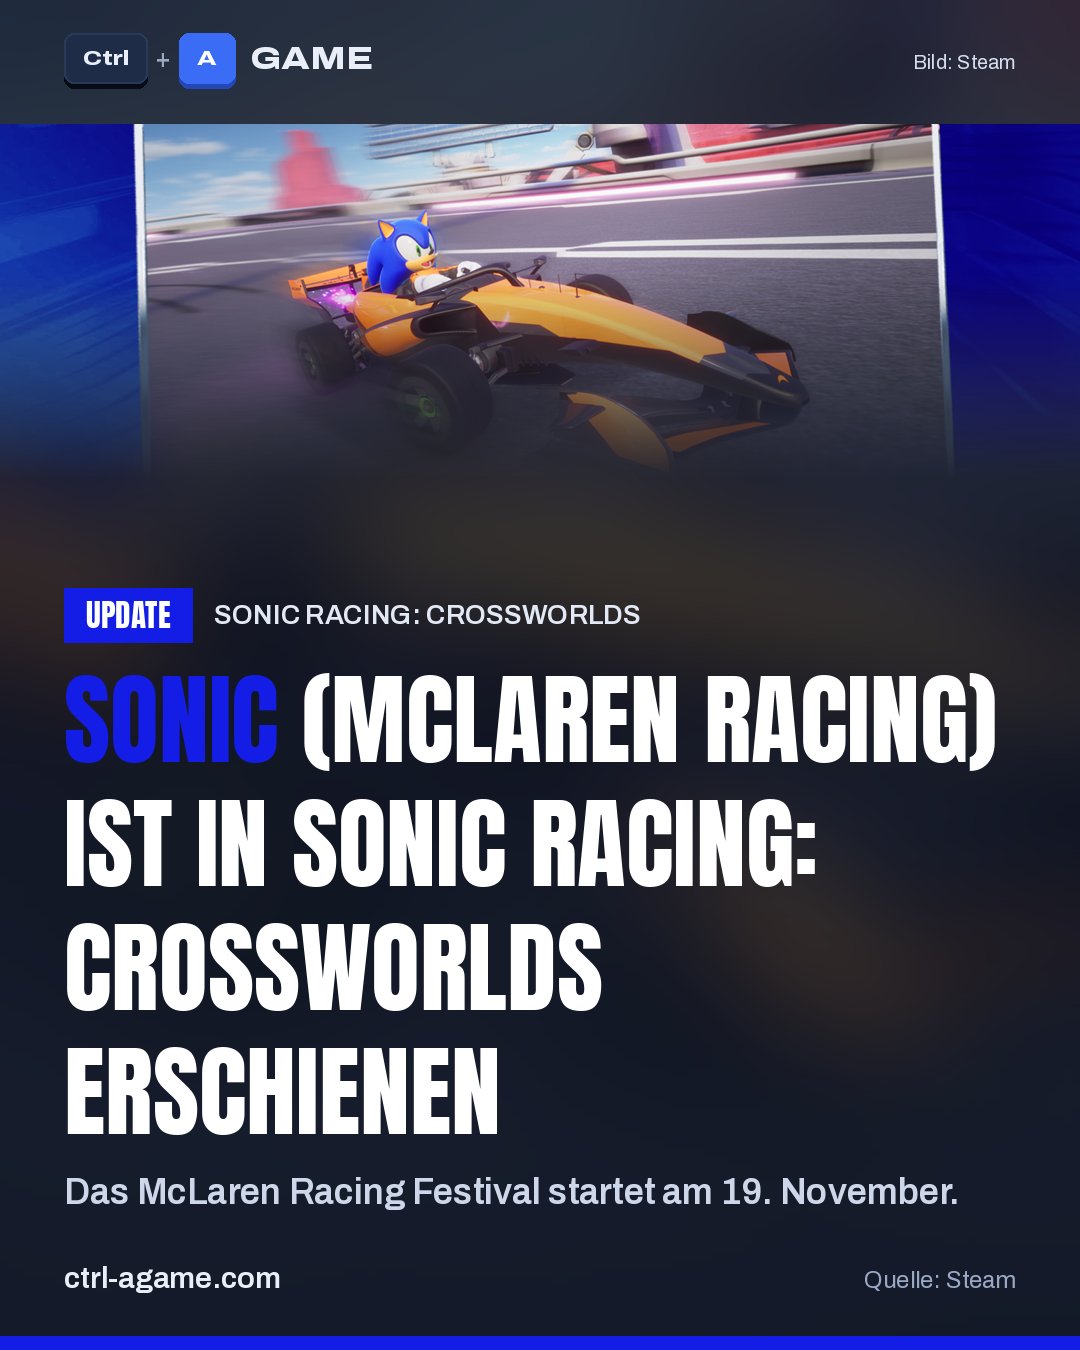 Ctrl + A GAME
Bild: Steam
UPDATE SONIC RACING: CROSSWORLDS
SONIC (MCLAREN RACING)
IST IN SONIC RACING:
CROSSWORLDS
ERSCHIENEN
Das McLaren Racing Festival startet am 19. November.
ctrl-agame.com
Quelle: Steam